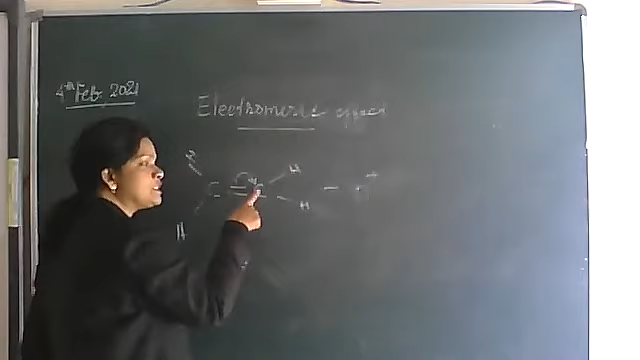 4th Feb 2021
Electromeric effect
R H
C = C
H H
+